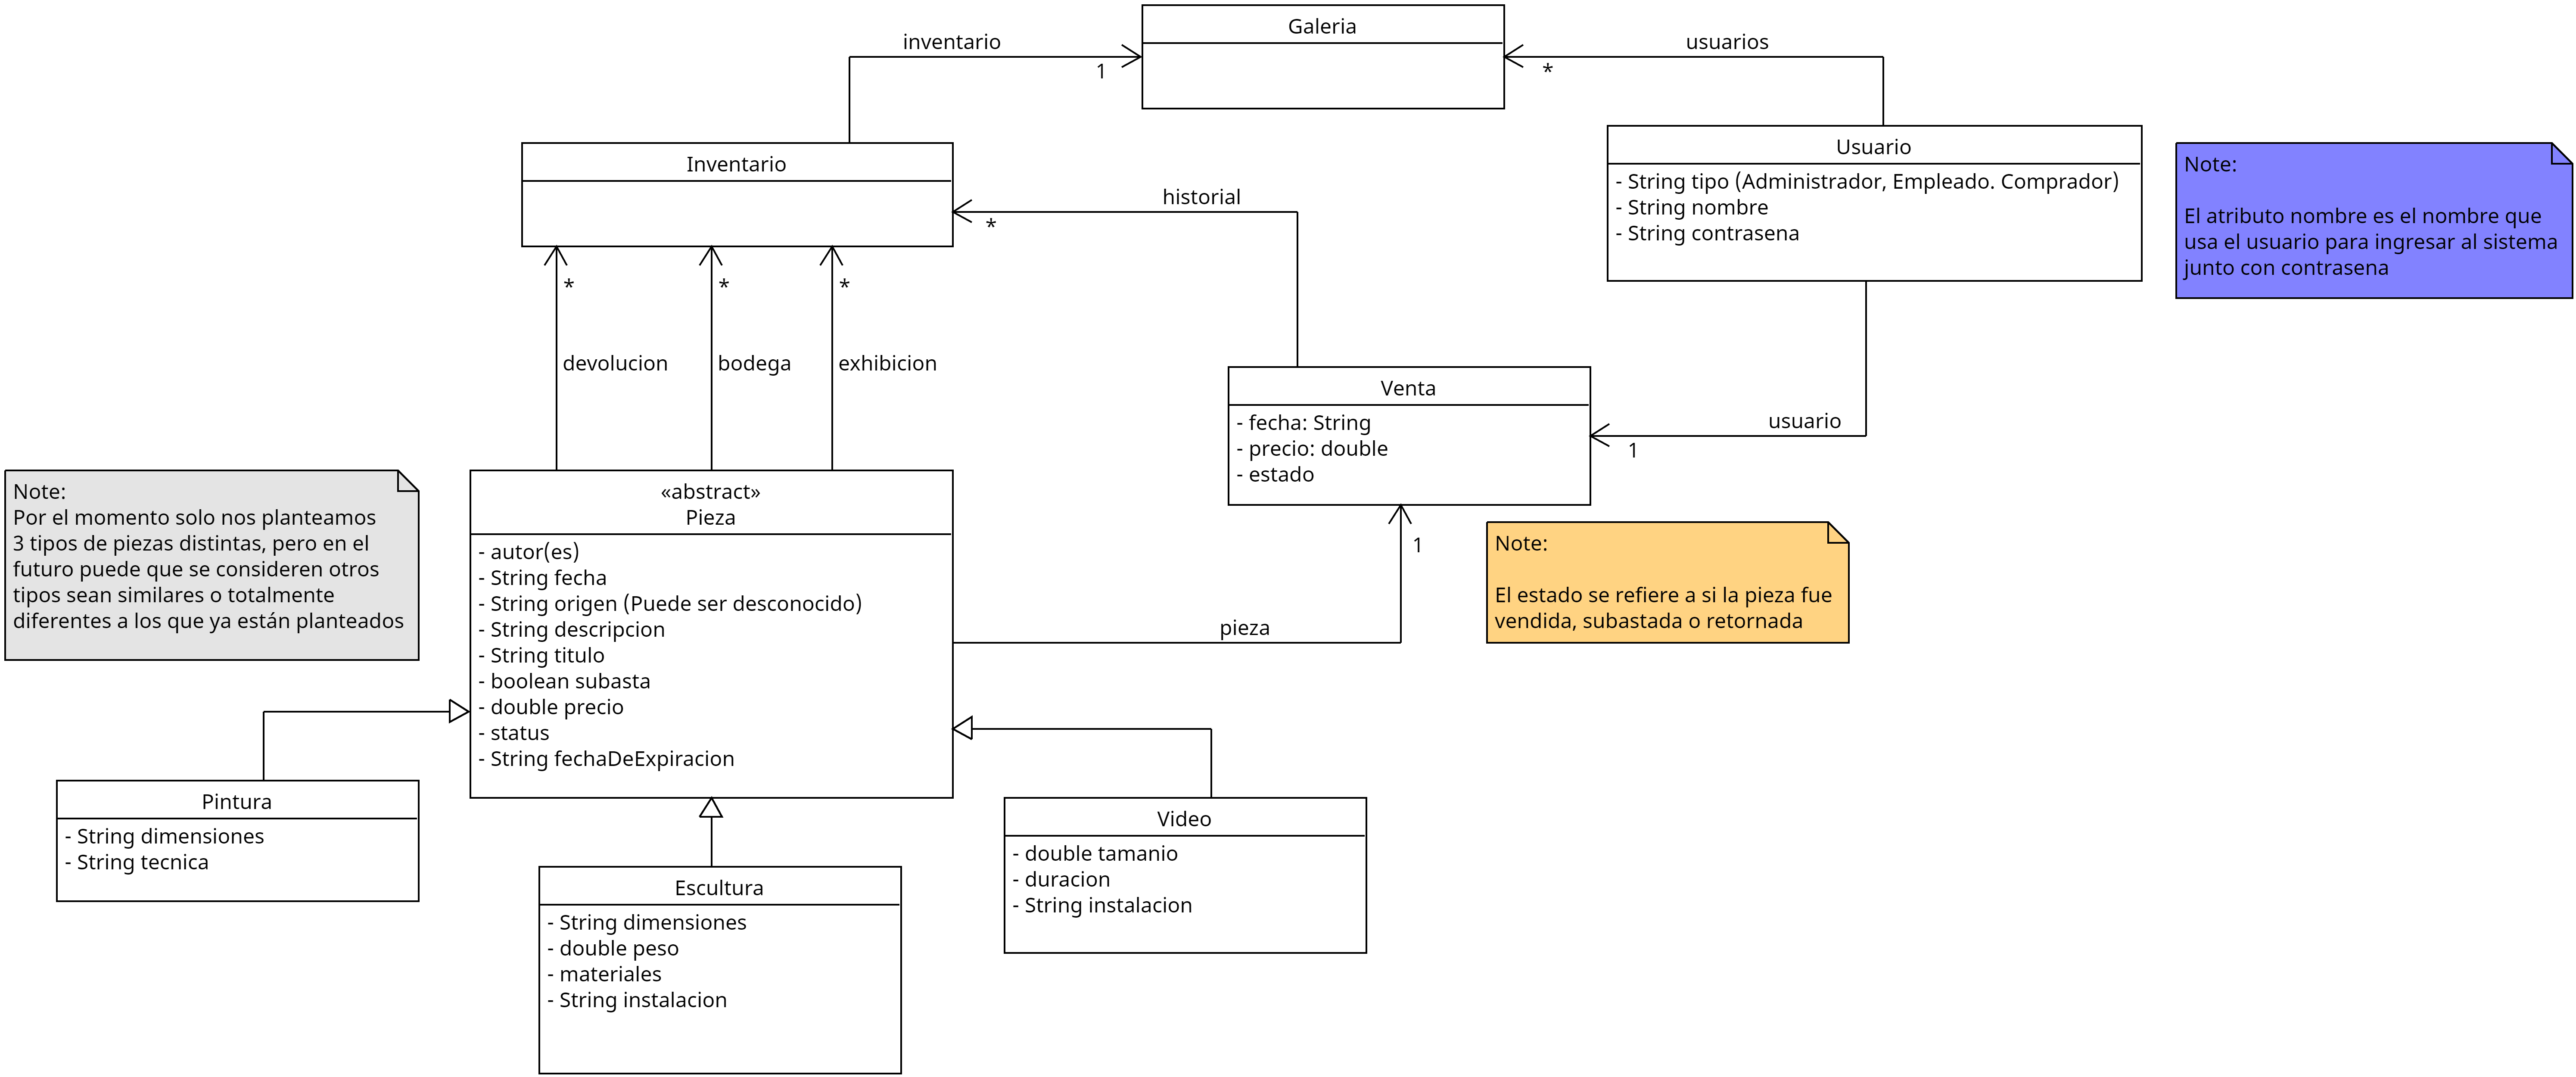 Galeria
inventario
1
usuarios
*
Inventario
historial
*
Usuario
- String tipo (Administrador, Empleado. Comprador)
- String nombre
- String contrasena
Note:
El atributo nombre es el nombre que
usa el usuario para ingresar al sistema
junto con contrasena
*
*
*
devolucion
bodega
exhibicion
Venta
- fecha: String
- precio: double
- estado
usuario
1
Note:
Por el momento solo nos planteamos
3 tipos de piezas distintas, pero en el
futuro puede que se consideren otros
tipos sean similares o totalmente
diferentes a los que ya están planteados
«abstract»
Pieza
- autor(es)
- String fecha
- String origen (Puede ser desconocido)
- String descripcion
- String titulo
- boolean subasta
- double precio
- status
- String fechaDeExpiracion
pieza
1
Note:
El estado se refiere a si la pieza fue
vendida, subastada o retornada
Pintura
- String dimensiones
- String tecnica
Escultura
- String dimensiones
- double peso
- materiales
- String instalacion
Video
- double tamanio
- duracion
- String instalacion